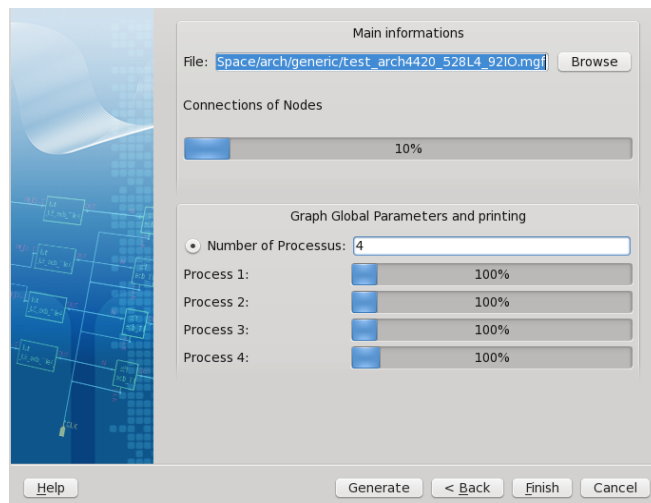 Main informations
File: Space/arch/generic/test_arch4420_528L4_92IO.mgf Browse
Connections of Nodes
10%
Graph Global Parameters and printing
Number of Processus: 4
Process 1: 100%
Process 2: 100%
Process 3: 100%
Process 4: 100%
CLK
Help Generate < Back Finish Cancel